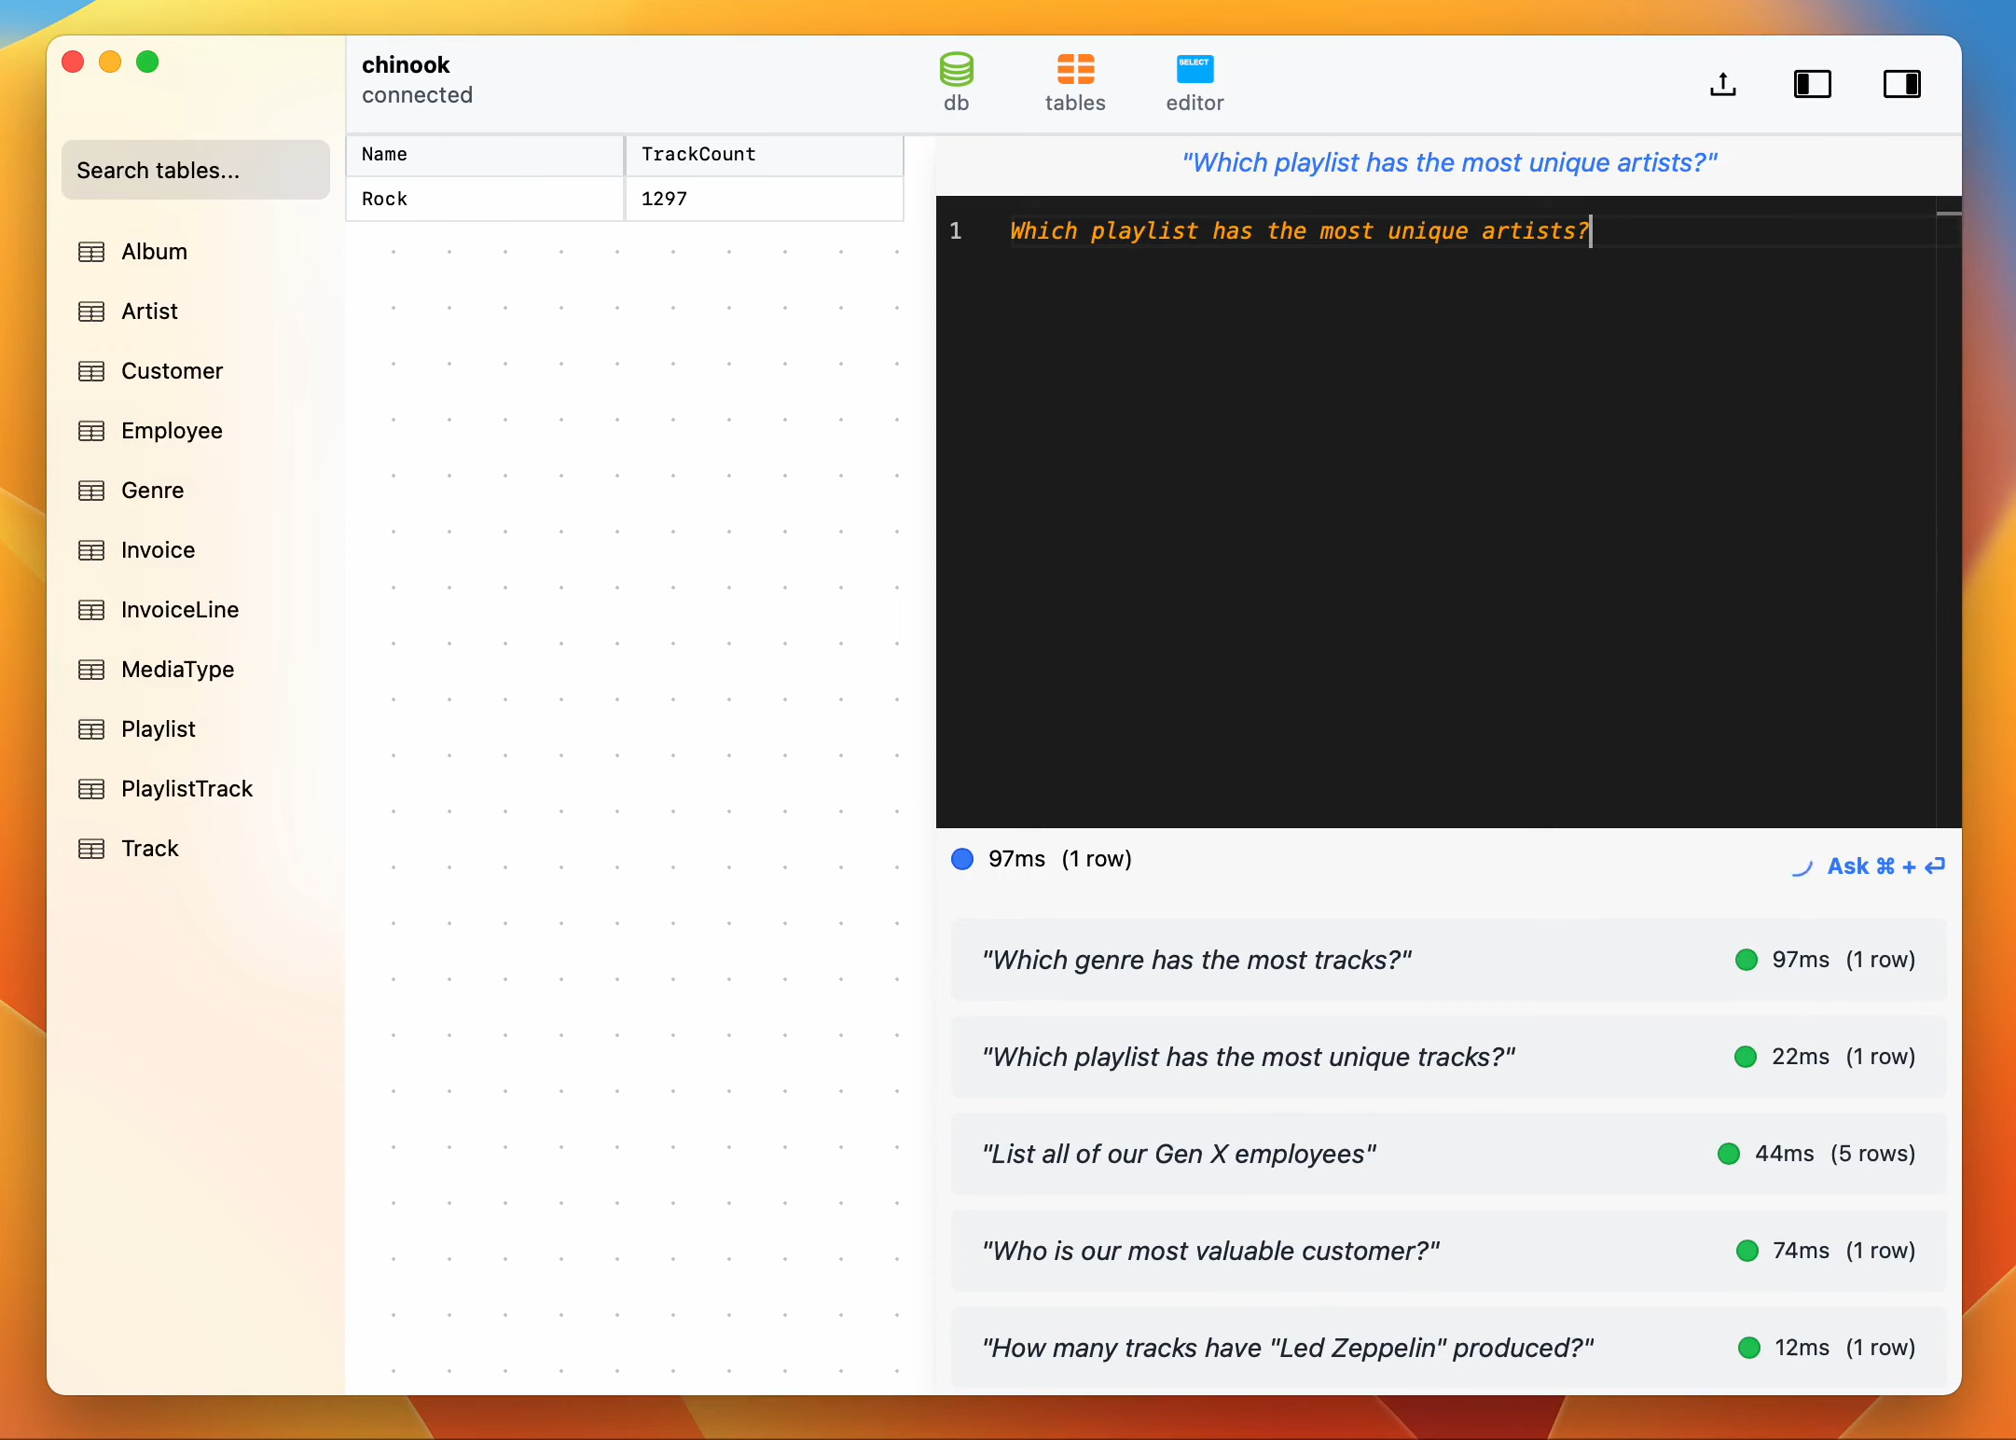 chinook
connected
db
tables
SELECT
editor
Search tables...
Album
Artist
Customer
Employee
Genre
Invoice
InvoiceLine
MediaType
Playlist
PlaylistTrack
Track
Name TrackCount
Rock 1297
"Which playlist has the most unique artists?"
1 Which playlist has the most unique artists?
97ms (1 row)
Ask ⌘ + ⏎
"Which genre has the most tracks?" 97ms (1 row)
"Which playlist has the most unique tracks?" 22ms (1 row)
"List all of our Gen X employees" 44ms (5 rows)
"Who is our most valuable customer?" 74ms (1 row)
"How many tracks have "Led Zeppelin" produced?" 12ms (1 row)